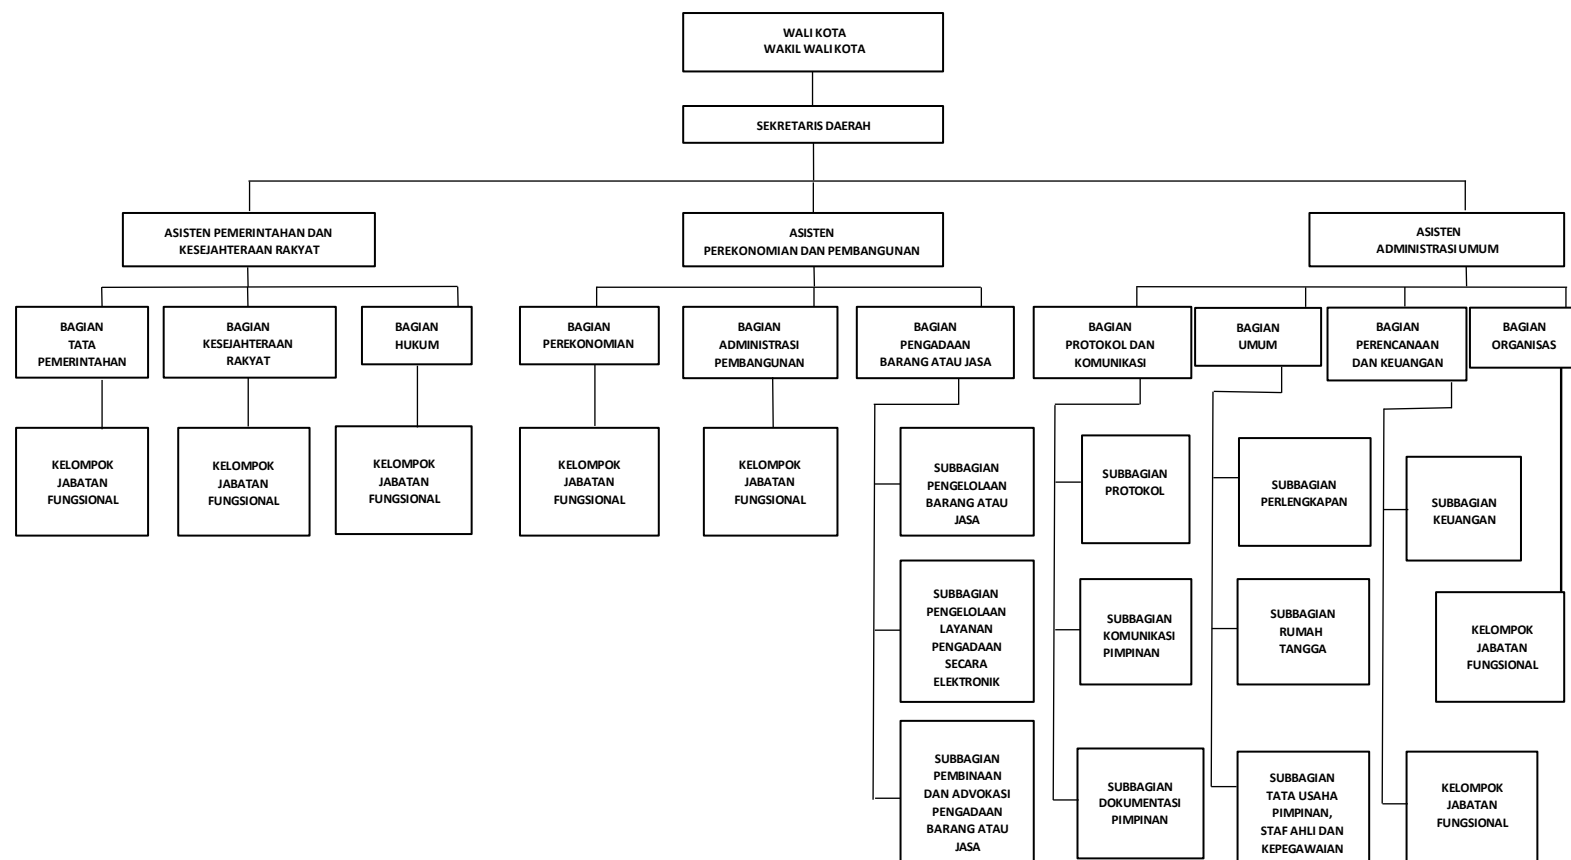 WALI KOTA
WAKIL WALIKOTA
SEKRETARIS DAERAH
ASISTEN PEMERINTAHAN DAN
KESEJAHTERAAN RAKYAT
ASISTEN
PEREKONOMIAN DAN PEMBANGUNAN
ASISTEN
ADMINISTRASI UMUM
BAGIAN
TATA
PEMERINTAHAN
BAGIAN
KESEJAHTERAAN
RAKYAT
BAGIAN
HUKUM
BAGIAN
PEREKONOMIAN
BAGIAN
ADMINISTRASI
PEMBANGUNAN
BAGIAN
PENGADAAN
BARANG ATAU JASA
BAGIAN
PROTOKOL DAN
KOMUNIKASI
BAGIAN
UMUM
BAGIAN
PERENCANAAN
DAN KEUANGAN
BAGIAN
ORGANISAS
KELOMPOK
JABATAN
FUNGSIONAL
KELOMPOK
JABATAN
FUNGSIONAL
KELOMPOK
JABATAN
FUNGSIONAL
KELOMPOK
JABATAN
FUNGSIONAL
KELOMPOK
JABATAN
FUNGSIONAL
SUBBAGIAN
PENGELOLAAN
BARANG ATAU
JASA
SUBBAGIAN
PROTOKOL
SUBBAGIAN
PERLENGKAPAN
SUBBAGIAN
KEUANGAN
SUBBAGIAN
PENGELOLAAN
LAYANAN
PENGADAAN
SECARA
ELEKTRONIK
SUBBAGIAN
KOMUNIKASI
PIMPINAN
SUBBAGIAN
RUMAH
TANGGA
KELOMPOK
JABATAN
FUNGSIONAL
SUBBAGIAN
PEMBINAAN
DAN ADVOKASI
PENGADAAN
BARANG ATAU
JASA
SUBBAGIAN
DOKUMENTASI
PIMPINAN
SUBBAGIAN
TATA USAHA
PIMPINAN,
STAF AHLI DAN
KEPEGAWAIAN
KELOMPOK
JABATAN
FUNGSIONAL